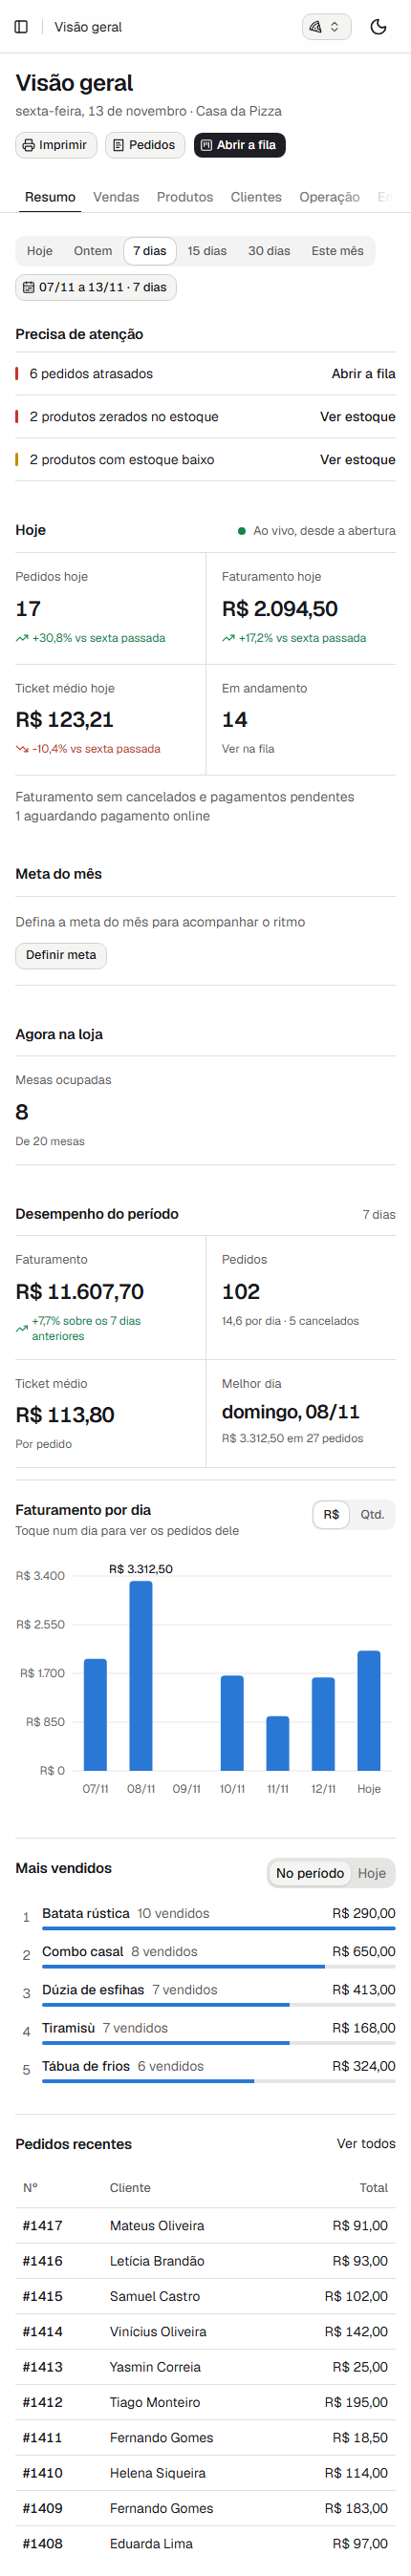 Visão geral
Visão geral
sexta-feira, 13 de novembro · Casa da Pizza
Imprimir
Pedidos
Abrir a fila
Resumo Vendas Produtos Clientes Operação
Hoje Ontem 7 dias 15 dias 30 dias Este mês
07/11 a 13/11 · 7 dias
Precisa de atenção
6 pedidos atrasados Abrir a fila
2 produtos zerados no estoque Ver estoque
2 produtos com estoque baixo Ver estoque
Hoje Ao vivo, desde a abertura
Pedidos hoje
17
+30,8% vs sexta passada
Faturamento hoje
R$ 2.094,50
+17,2% vs sexta passada
Ticket médio hoje
R$ 123,21
-10,4% vs sexta passada
Em andamento
14
Ver na fila
Faturamento sem cancelados e pagamentos pendentes
1 aguardando pagamento online
Meta do mês
Defina a meta do mês para acompanhar o ritmo
Definir meta
Agora na loja
Mesas ocupadas
8
De 20 mesas
Desempenho do período 7 dias
Faturamento
R$ 11.607,70
+7,7% sobre os 7 dias
anteriores
Pedidos
102
14,6 por dia · 5 cancelados
Ticket médio
R$ 113,80
Por pedido
Melhor dia
domingo, 08/11
R$ 3.312,50 em 27 pedidos
Faturamento por dia
Toque num dia para ver os pedidos dele
R$ Qtd.
R$ 3.312,50
R$ 3.400
R$ 2.550
R$ 1.700
R$ 850
R$ 0
07/11 08/11 09/11 10/11 11/11 12/11 Hoje
Mais vendidos
No período Hoje
1 Batata rústica 10 vendidos R$ 290,00
2 Combo casal 8 vendidos R$ 650,00
3 Dúzia de esfihas 7 vendidos R$ 413,00
4 Tiramisù 7 vendidos R$ 168,00
5 Tábua de frios 6 vendidos R$ 324,00
Pedidos recentes Ver todos
Nº Cliente Total
#1417 Mateus Oliveira R$ 91,00
#1416 Letícia Brandão R$ 93,00
#1415 Samuel Castro R$ 102,00
#1414 Vinícius Oliveira R$ 142,00
#1413 Yasmin Correia R$ 25,00
#1412 Tiago Monteiro R$ 195,00
#1411 Fernando Gomes R$ 18,50
#1410 Helena Siqueira R$ 114,00
#1409 Fernando Gomes R$ 183,00
#1408 Eduarda Lima R$ 97,00